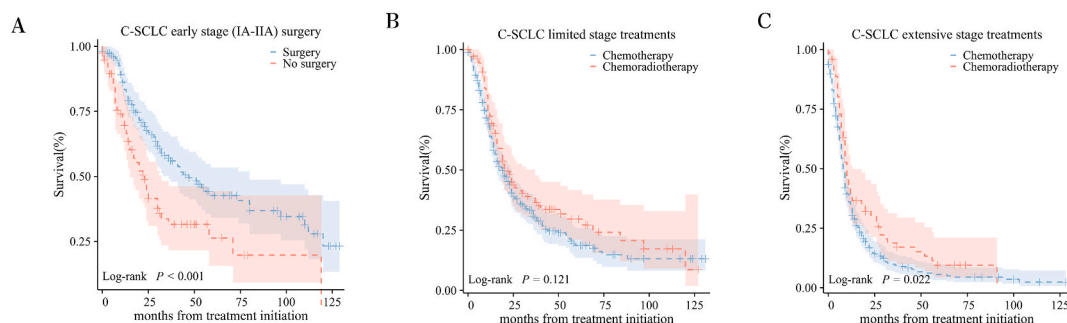 A
C-SCLC early stage (IA-IIA) surgery
Surgery
No surgery
1.00
0.75
0.50
0.25
Survival(%)
Log-rank P < 0.001
0 25 50 75 100 125
months from treatment initiation
B
C-SCLC limited stage treatments
Chemotherapy
Chemoradiotherapy
1.00
0.75
0.50
0.25
0.00
Survival(%)
Log-rank P = 0.121
0 25 50 75 100 125
months from treatment initiation
C
C-SCLC extensive stage treatments
Chemotherapy
Chemoradiotherapy
1.00
0.75
0.50
0.25
0.00
Survival(%)
Log-rank P = 0.022
0 25 50 75 100 125
months from treatment initiation